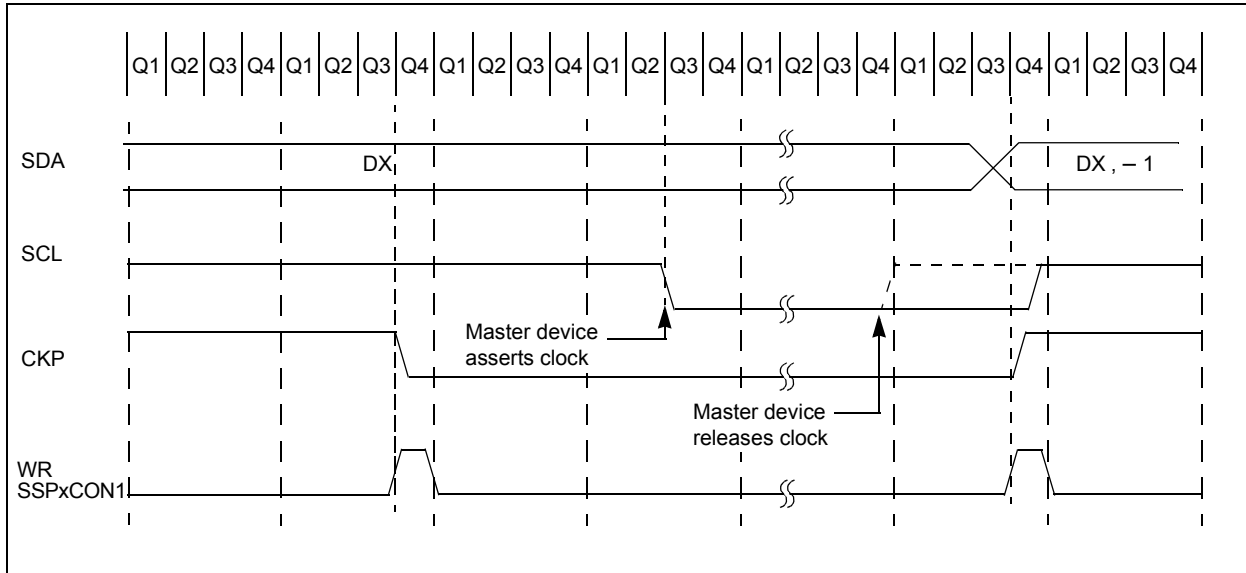 Q1 Q2 Q3 Q4 Q1 Q2 Q3 Q4 Q1 Q2 Q3 Q4 Q1 Q2 Q3 Q4 Q1 Q2 Q3 Q4 Q1 Q2 Q3 Q4 Q1 Q2 Q3 Q4
SDA
DX
DX , – 1
SCL
Master device
asserts clock
CKP
Master device
releases clock
WR
SSPxCON1